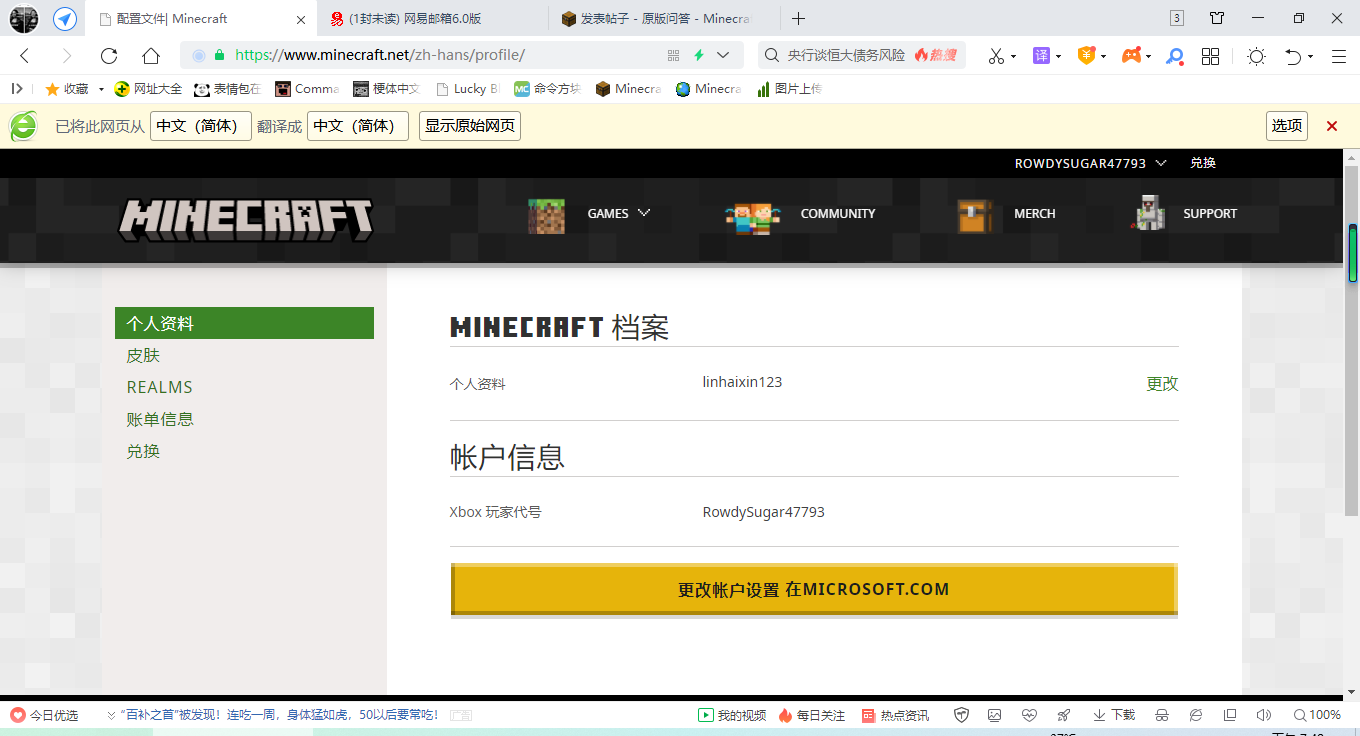 配置文件| Minecraft
(1封未读) 网易邮箱6.0版
发表帖子 - 原版问答 - Minecra
3
https://www.minecraft.net/zh-hans/profile/
央行谈恒大债务风险
热搜
译
收藏
网址大全
表情包在
Comma
梗体中文
Lucky Bl
MC 命令方块
Minecra
Minecra
图片上传
已将此网页从 中文（简体） 翻译成 中文（简体） 显示原始网页
选项
ROWDYSUGAR47793
兑换
MINECRAFT
GAMES
COMMUNITY
MERCH
SUPPORT
个人资料
皮肤
REALMS
账单信息
兑换
MINECRAFT 档案
个人资料
linhaixin123
更改
帐户信息
Xbox 玩家代号
RowdySugar47793
更改帐户设置 在MICROSOFT.COM
今日优选
“百补之首”被发现！连吃一周，身体猛如虎，50以后要常吃！
广告
我的视频
每日关注
热点资讯
下载
100%